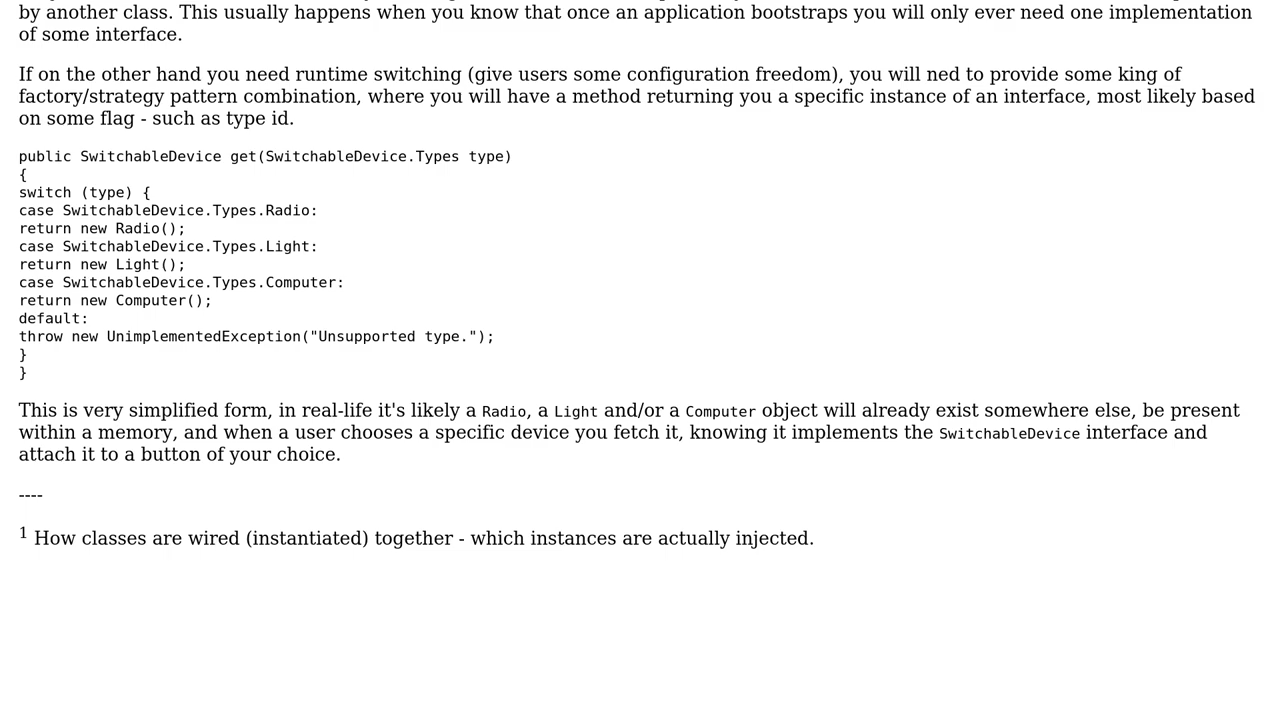 by another class. This usually happens when you know that once an application bootstraps you will only ever need one implementation
of some interface.
If on the other hand you need runtime switching (give users some configuration freedom), you will ned to provide some king of
factory/strategy pattern combination, where you will have a method returning you a specific instance of an interface, most likely based
on some flag - such as type id.
public SwitchableDevice get(SwitchableDevice.Types type)
{
switch (type) {
case SwitchableDevice.Types.Radio:
return new Radio();
case SwitchableDevice.Types.Light:
return new Light();
case SwitchableDevice.Types.Computer:
return new Computer();
default:
throw new UnimplementedException("Unsupported type.");
}
}
This is very simplified form, in real-life it's likely a Radio, a Light and/or a Computer object will already exist somewhere else, be present
within a memory, and when a user chooses a specific device you fetch it, knowing it implements the SwitchableDevice interface and
attach it to a button of your choice.
----
1 How classes are wired (instantiated) together - which instances are actually injected.